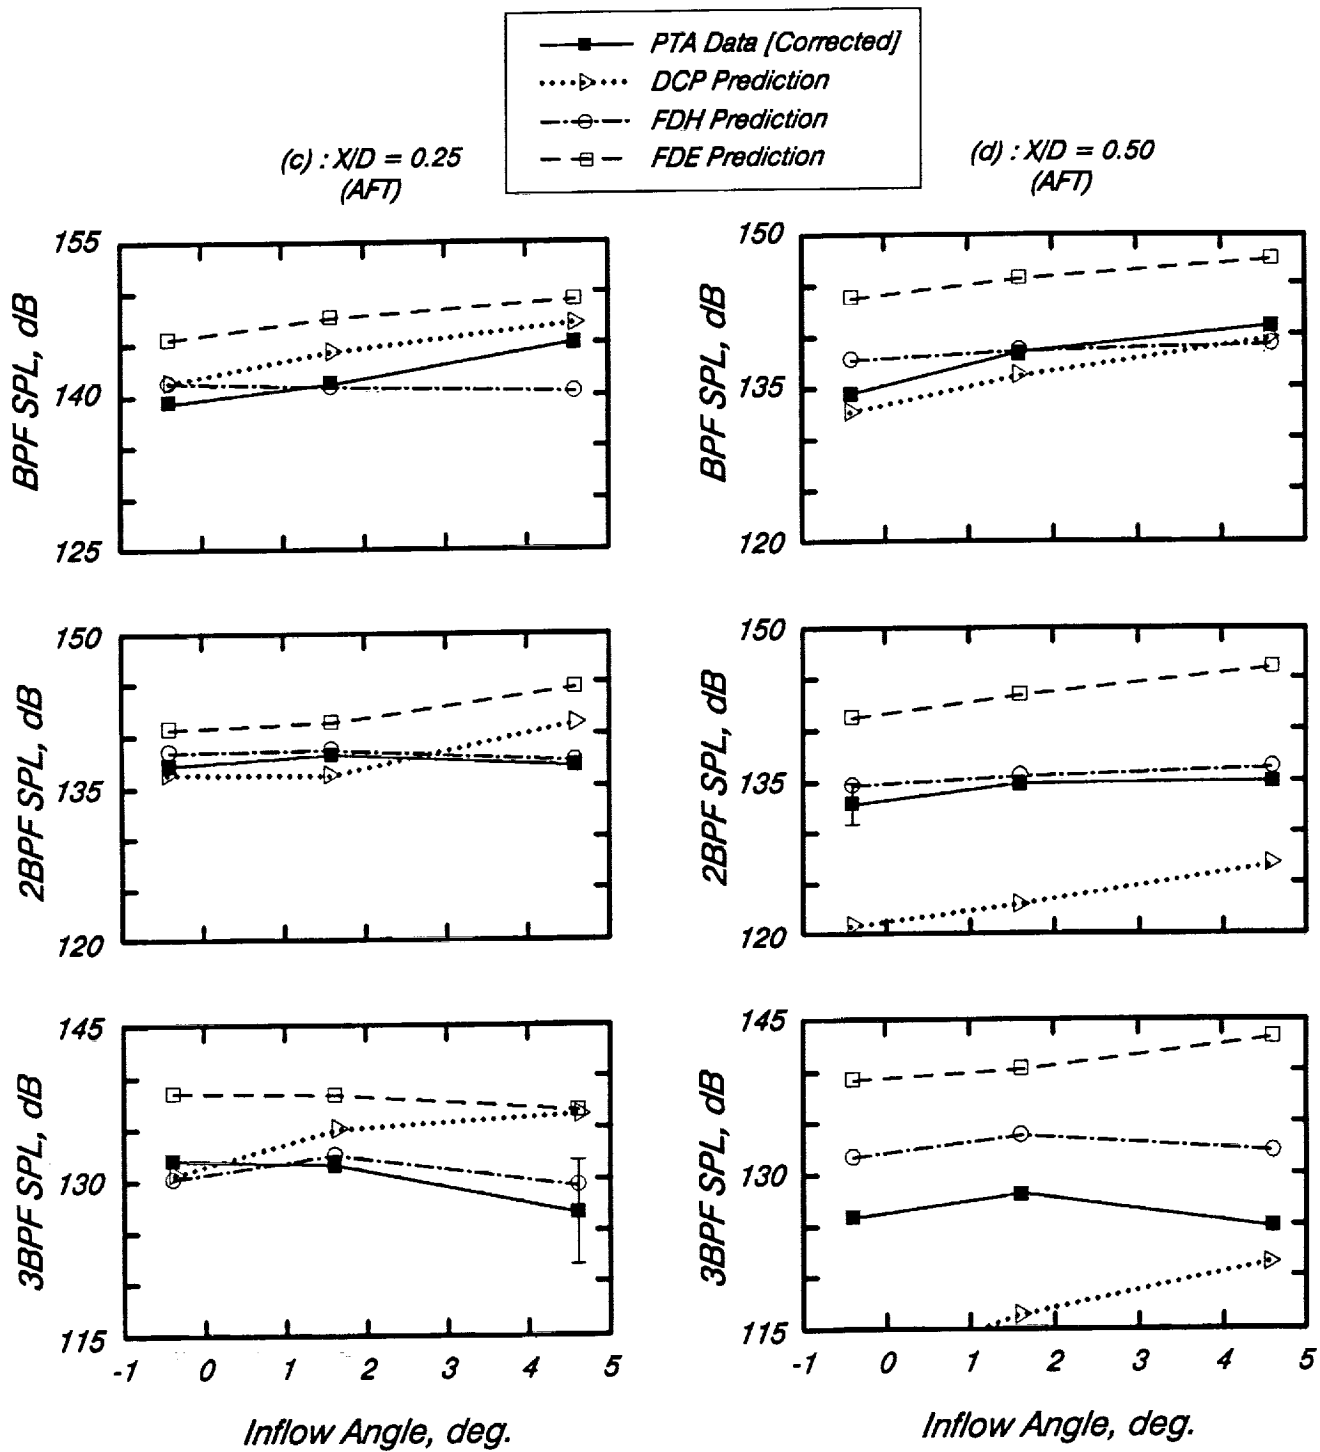 PTA Data [Corrected]
DCP Prediction
FDH Prediction
FDE Prediction
(c) : X/D = 0.25
(AFT)
(d) : X/D = 0.50
(AFT)
155
140
125
BPF SPL, dB
150
135
120
BPF SPL, dB
150
135
120
2BPF SPL, dB
150
135
120
2BPF SPL, dB
145
130
115
3BPF SPL, dB
-1 0 1 2 3 4 5
Inflow Angle, deg.
145
130
115
3BPF SPL, dB
-1 0 1 2 3 4 5
Inflow Angle, deg.